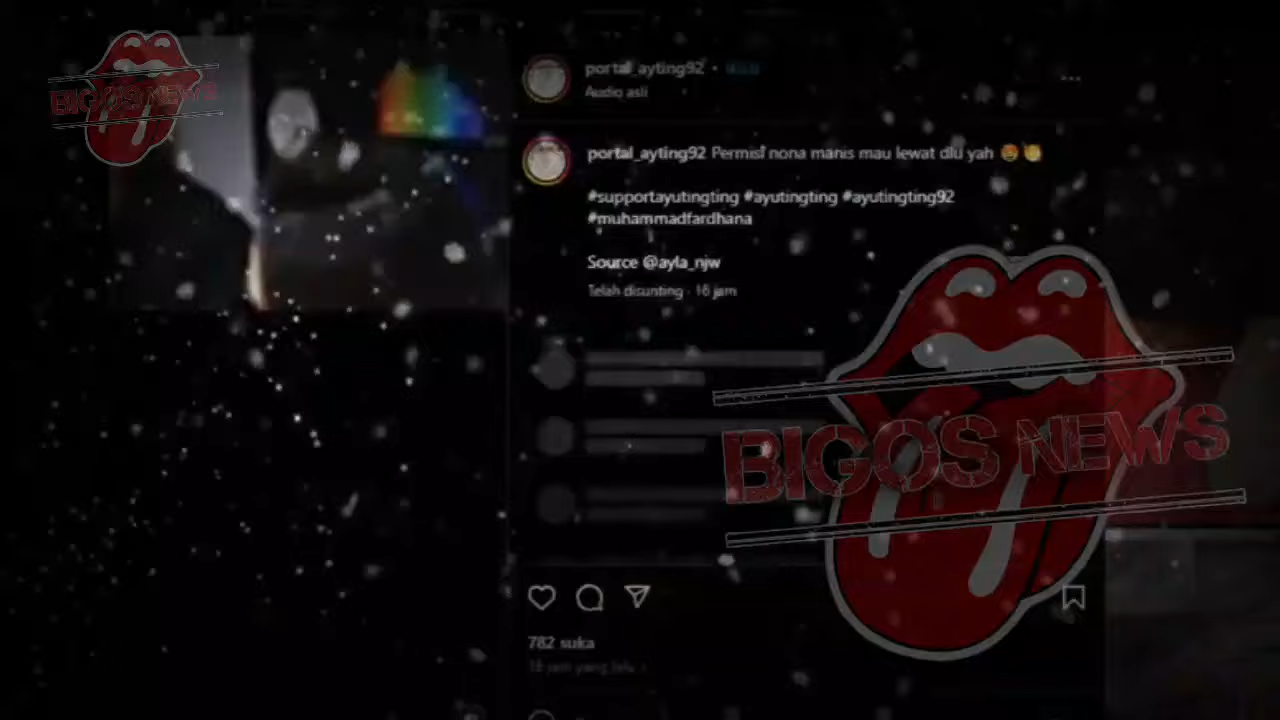 BIGOS NEWS
portal_ayting92 •
Audio asli
portal_ayting92 Permisi nona manis mau lewat dlu yah
#supportayutingting #ayutingting #ayutingting92
#muhammadfardhana
Source @ayla_njw
Telah disunting · 16 jam
BIGOS NEWS
782 suka